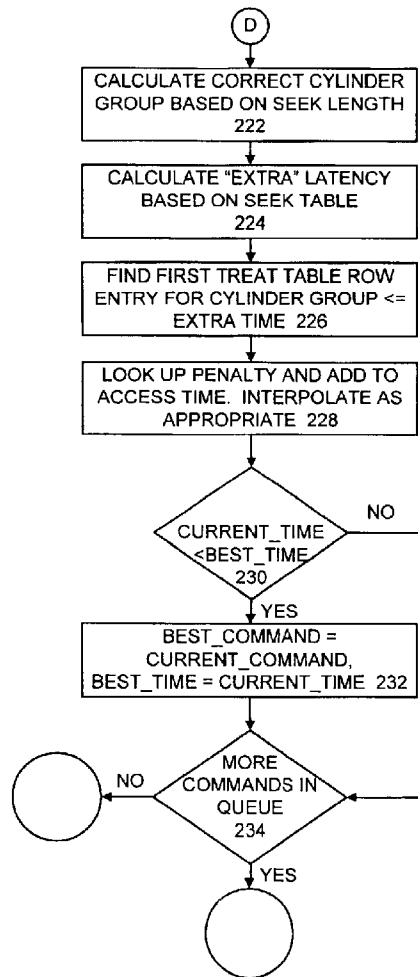 D
CALCULATE CORRECT CYLINDER
GROUP BASED ON SEEK LENGTH
222
CALCULATE "EXTRA" LATENCY
BASED ON SEEK TABLE
224
FIND FIRST TREAT TABLE ROW
ENTRY FOR CYLINDER GROUP <=
EXTRA TIME 226
LOOK UP PENALTY AND ADD TO
ACCESS TIME. INTERPOLATE AS
APPROPRIATE 228
CURRENT_TIME
<BEST_TIME
230
NO
YES
BEST_COMMAND =
CURRENT_COMMAND,
BEST_TIME = CURRENT_TIME 232
MORE
COMMANDS IN
QUEUE
234
NO
YES